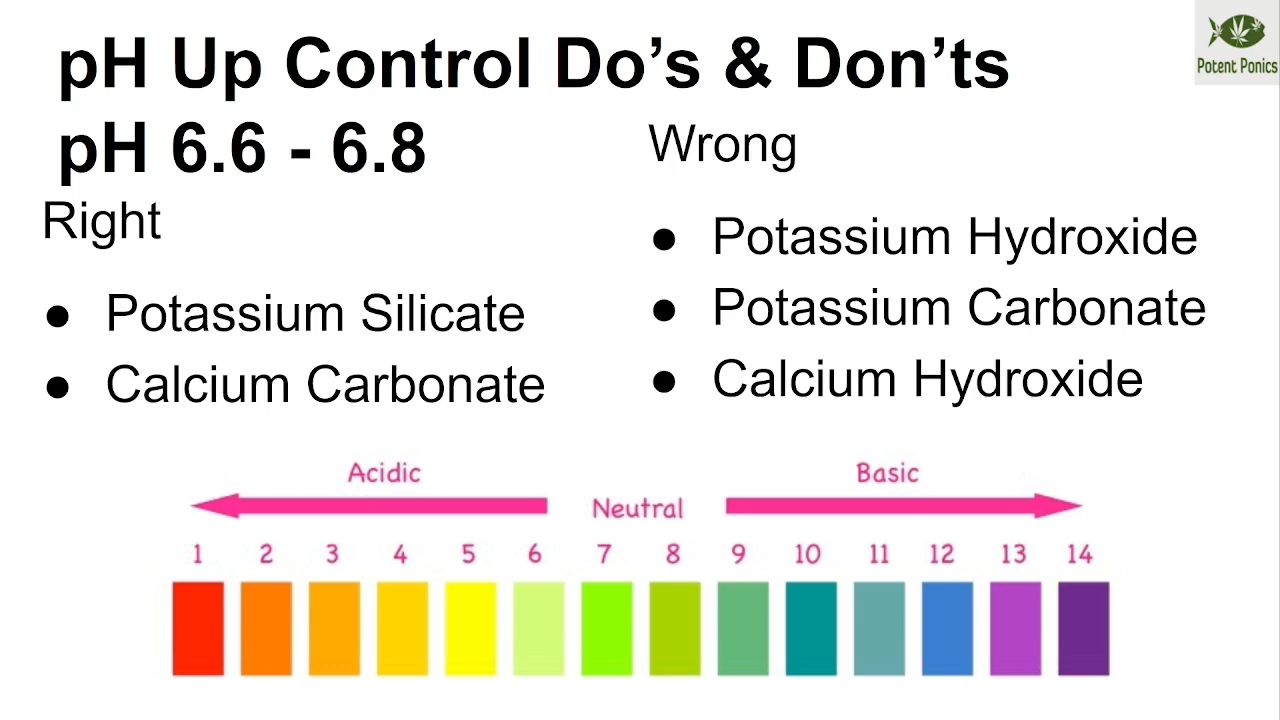 pH Up Control Do’s & Don’ts
pH 6.6 - 6.8
Potent Ponics
Right
● Potassium Silicate
● Calcium Carbonate
Wrong
● Potassium Hydroxide
● Potassium Carbonate
● Calcium Hydroxide
Acidic
Neutral
Basic
1 2 3 4 5 6 7 8 9 10 11 12 13 14